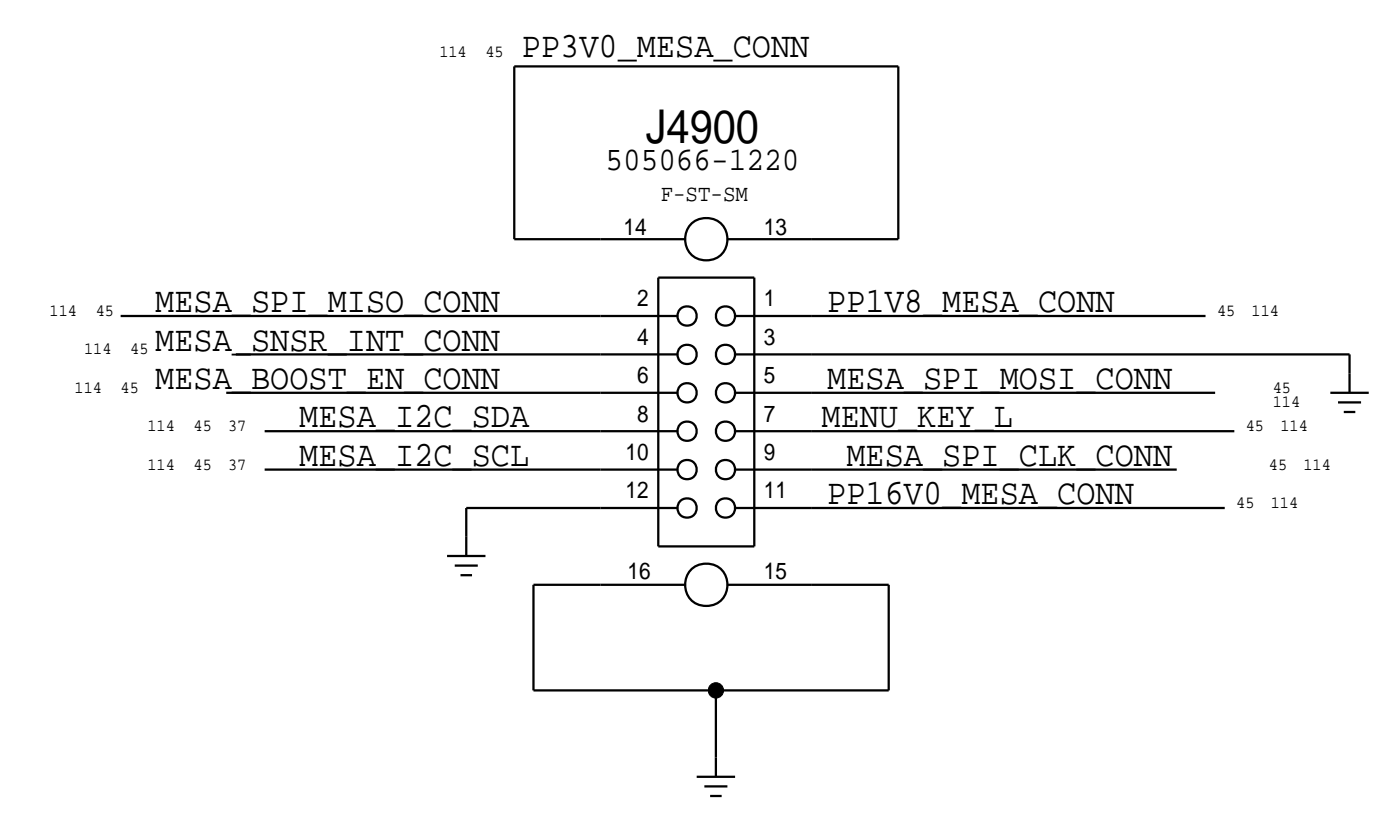 114 45 PP3V0_MESA_CONN
J4900
505066-1220
F-ST-SM
14 13
114 45 MESA_SPI_MISO_CONN 2 1 PP1V8_MESA_CONN 45 114
114 45 MESA_SNSR_INT_CONN 4 3
114 45 MESA_BOOST_EN_CONN 6 5 MESA_SPI_MOSI_CONN 45
114
114 45 37 MESA_I2C_SDA 8 7 MENU_KEY_L 45 114
114 45 37 MESA_I2C_SCL 10 9 MESA_SPI_CLK_CONN 45 114
12 11 PP16V0_MESA_CONN 45 114
16 15